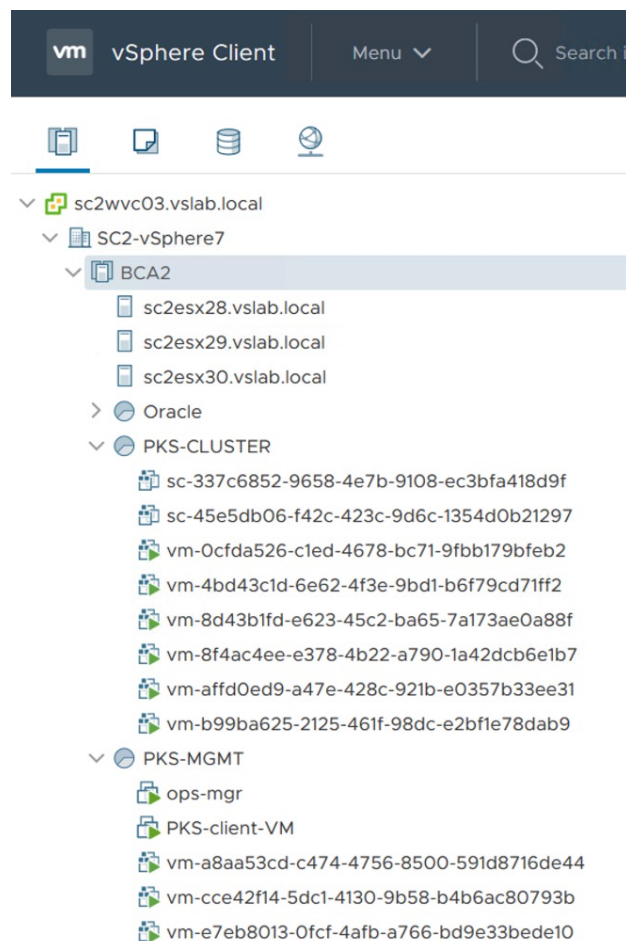 vm vSphere Client Menu Search i
sc2wvc03.vslab.local
SC2-vSphere7
BCA2
sc2esx28.vslab.local
sc2esx29.vslab.local
sc2esx30.vslab.local
Oracle
PKS-CLUSTER
sc-337c6852-9658-4e7b-9108-ec3bfa418d9f
sc-45e5db06-f42c-423c-9d6c-1354d0b21297
vm-0cfda526-c1ed-4678-bc71-9fbb179bfeb2
vm-4bd43c1d-6e62-4f3e-9bd1-b6f79cd71ff2
vm-8d43b1fd-e623-45c2-ba65-7a173ae0a88f
vm-8f4ac4ee-e378-4b22-a790-1a42dcb6e1b7
vm-affd0ed9-a47e-428c-921b-e0357b33ee31
vm-b99ba625-2125-461f-98dc-e2bf1e78dab9
PKS-MGMT
ops-mgr
PKS-client-VM
vm-a8aa53cd-c474-4756-8500-591d8716de44
vm-cce42f14-5dc1-4130-9b58-b4b6ac80793b
vm-e7eb8013-0fcf-4afb-a766-bd9e33bede10